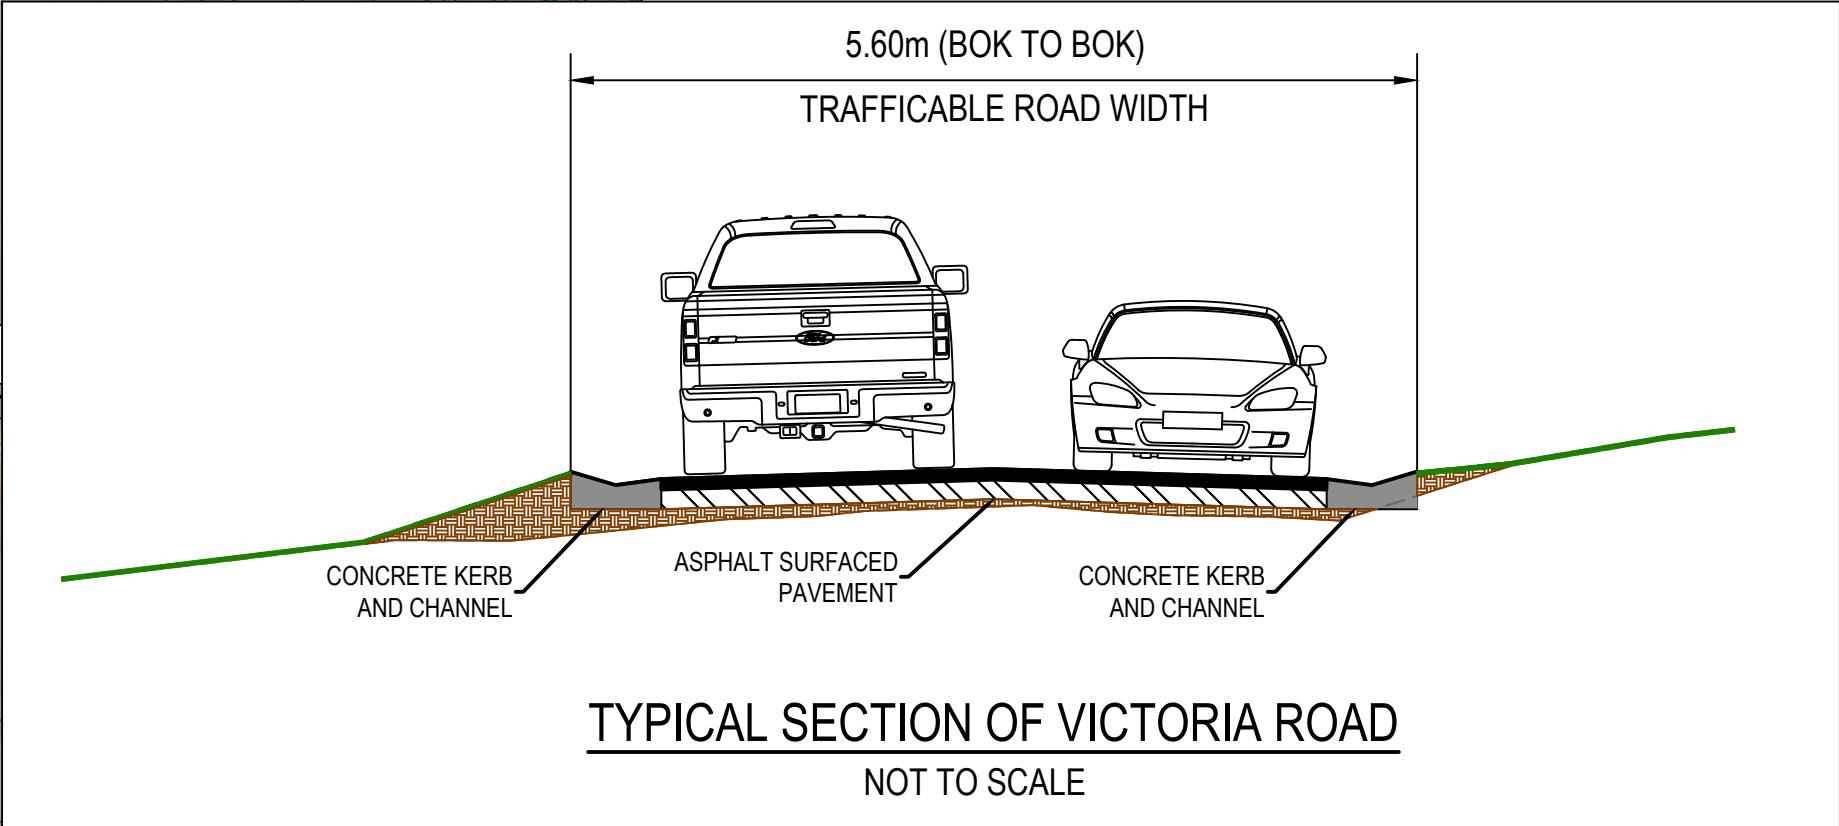 5.60m (BOK TO BOK)
TRAFFICABLE ROAD WIDTH
CONCRETE KERB
AND CHANNEL
ASPHALT SURFACED
PAVEMENT
CONCRETE KERB
AND CHANNEL
TYPICAL SECTION OF VICTORIA ROAD
NOT TO SCALE